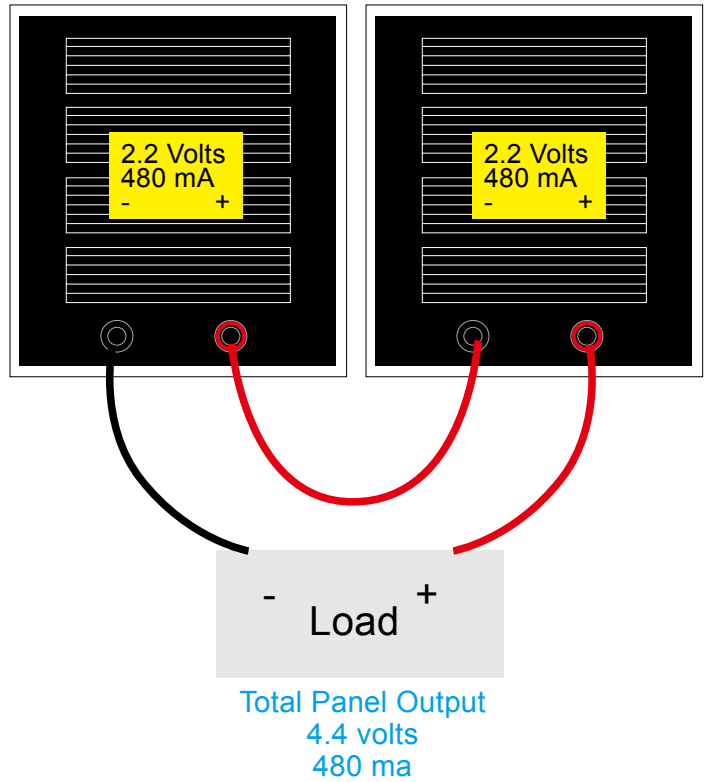 2.2 Volts
480 mA
- +
2.2 Volts
480 mA
- +
- +
Load
Total Panel Output
4.4 volts
480 ma